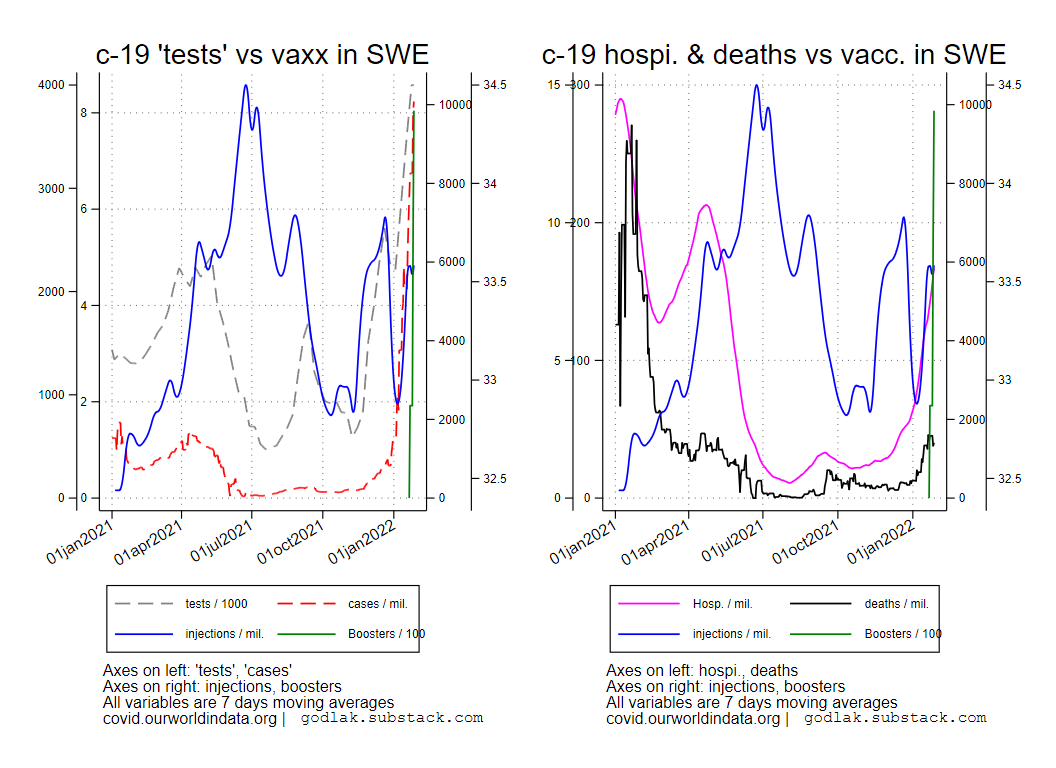 c-19 'tests' vs vaxx in SWE
4000
3000
2000
1000
0
8
6
4
2
0
10000
8000
6000
4000
2000
0
34.5
34
33.5
33
32.5
01jan2021
01apr2021
01jul2021
01oct2021
01jan2022
tests / 1000
cases / mil.
injections / mil.
Boosters / 100
Axes on left: 'tests', 'cases'
Axes on right: injections, boosters
All variables are 7 days moving averages
covid.ourworldindata.org | godlak.substack.com
c-19 hospi. & deaths vs vacc. in SWE
15
10
5
0
300
200
100
0
10000
8000
6000
4000
2000
0
34.5
34
33.5
33
32.5
01jan2021
01apr2021
01jul2021
01oct2021
01jan2022
Hosp. / mil.
deaths / mil.
injections / mil.
Boosters / 100
Axes on left: hospi., deaths
Axes on right: injections, boosters
All variables are 7 days moving averages
covid.ourworldindata.org | godlak.substack.com